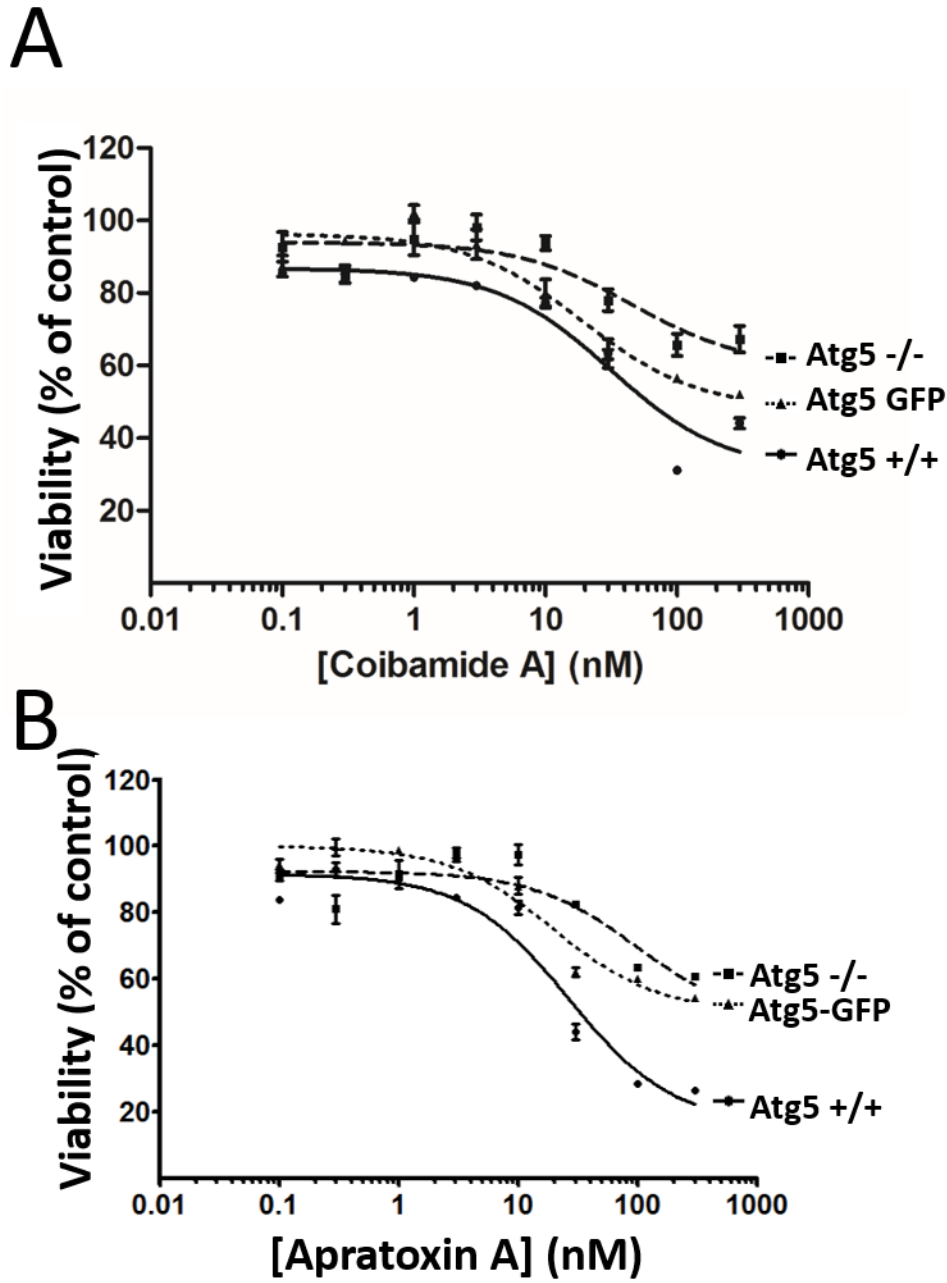 A
Viability (% of control)
120
100
80
60
40
20
Atg5 -/-
Atg5 GFP
Atg5 +/+
0.01 0.1 1 10 100 1000
[Coibamide A] (nM)
B
Viability (% of control)
120
100
80
60
40
20
Atg5 -/-
Atg5-GFP
Atg5 +/+
0.01 0.1 1 10 100 1000
[Apratoxin A] (nM)